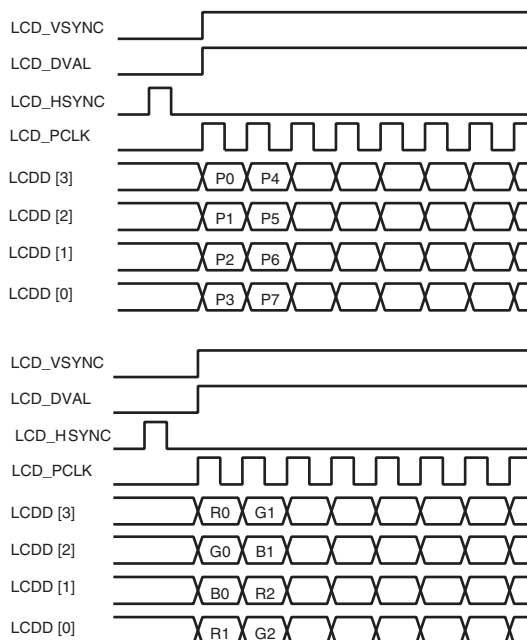 LCD_VSYNC
LCD_DVAL
LCD_HSYNC
LCD_PCLK
LCDD [3] P0 P4
LCDD [2] P1 P5
LCDD [1] P2 P6
LCDD [0] P3 P7
LCD_VSYNC
LCD_DVAL
LCD_HSYNC
LCD_PCLK
LCDD [3] R0 G1
LCDD [2] G0 B1
LCDD [1] B0 R2
LCDD [0] R1 G2